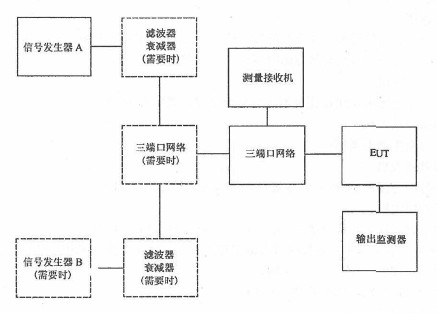 信号发生器 A
滤波器
衰减器
(需要时)
测量接收机
三端口网络
(需要时)
三端口网络
EUT
输出监测器
信号发生器 B
(需要时)
滤波器
衰减器
(需要时)